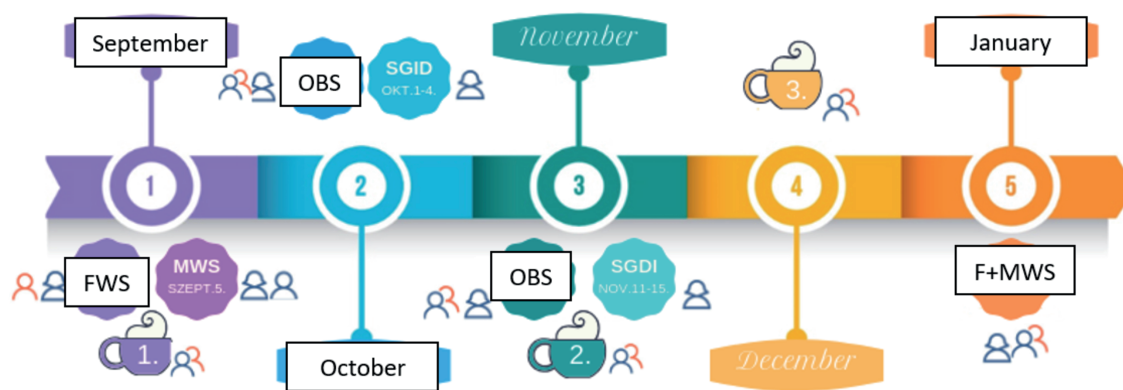 September
November
January
OBS
SGID
OKT.1-4.
3.
1
2
3
4
5
FWS
MWS
SZEPT.5.
OBS
SGDI
NOV.11-15.
F+MWS
1.
2.
October
December